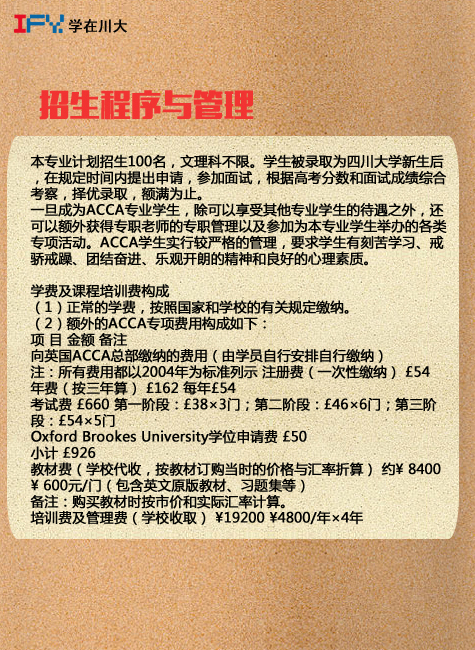 IFY. 学在川大
招生程序与管理
本专业计划招生100名，文理科不限。学生被录取为四川大学新生后
，在规定时间内提出申请，参加面试，根据高考分数和面试成绩综合
考察，择优录取，额满为止。
一旦成为ACCA专业学生，除可以享受其他专业学生的待遇之外，还
可以额外获得专职老师的专职管理以及参加为本专业学生举办的各类
专项活动。ACCA学生实行较严格的管理，要求学生有刻苦学习、戒
骄戒躁、团结奋进、乐观开朗的精神和良好的心理素质。
学费及课程培训费构成
（1）正常的学费，按照国家和学校的有关规定缴纳。
（2）额外的ACCA专项费用构成如下：
项 目 金额 备注
向英国ACCA总部缴纳的费用（由学员自行安排自行缴纳）
注：所有费用都以2004年为标准列示 注册费（一次性缴纳） £54
年费（按三年算） £162 每年£54
考试费 £660 第一阶段：£38×3门；第二阶段：£46×6门；第三阶
段：£54×5门
Oxford Brookes University学位申请费 £50
小计 £926
教材费（学校代收，按教材订购当时的价格与汇率折算） 约¥ 8400
¥ 600元/门（包含英文原版教材、习题集等）
备注：购买教材时按市价和实际汇率计算。
培训费及管理费（学校收取） ¥19200 ¥4800/年×4年